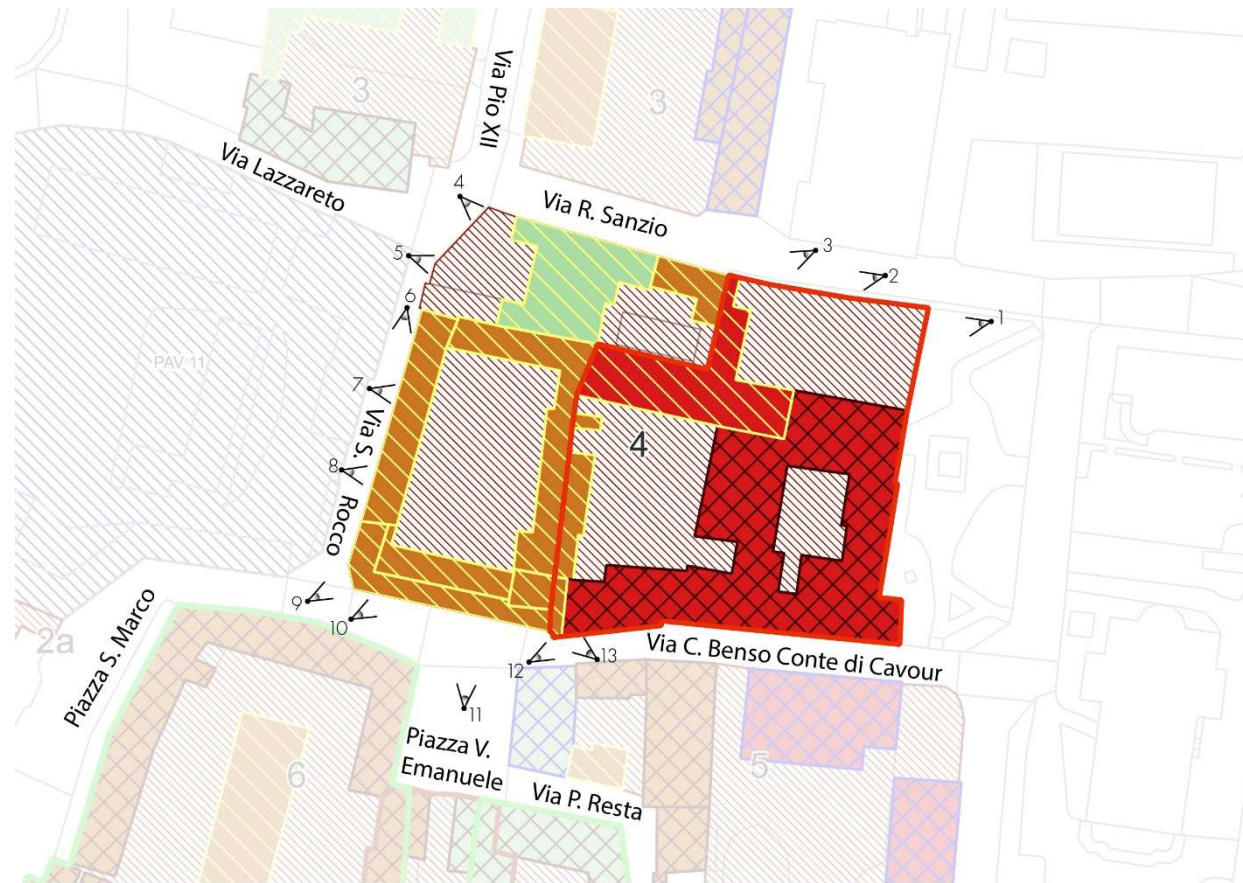 Via Pio XII
3
3
Via Lazzareto
4
Via R. Sanzio
5
3
2
6
1
PAV 11
7
Via S. Rocco
4
8
9
10
Piazza S. Marco
2a
12
13
Via C. Benso Conte di Cavour
11
Piazza V.
Emanuele
6
5
Via P. Resta